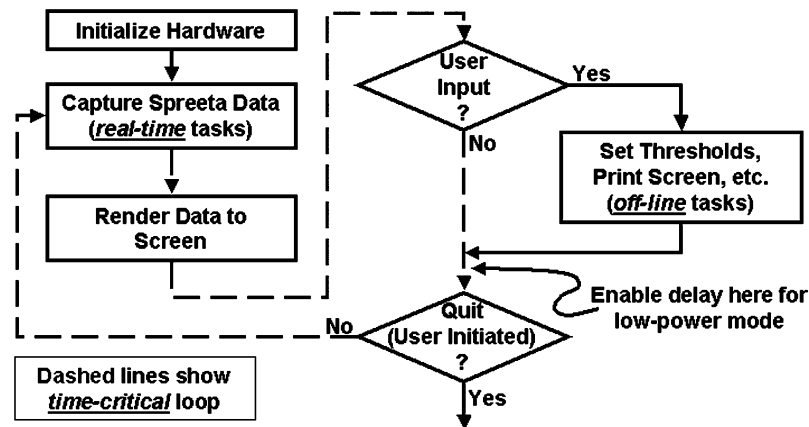 Initialize Hardware
Capture Spreeta Data
(real-time tasks)
Render Data to
Screen
User
Input
?
Yes
No
Set Thresholds,
Print Screen, etc.
(off-line tasks)
Enable delay here for
low-power mode
Quit
(User Initiated)
?
No
Yes
Dashed lines show
time-critical loop